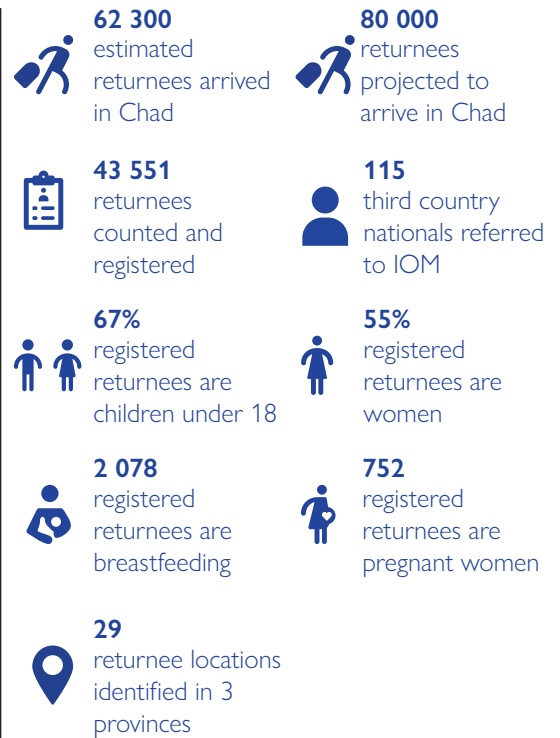 62 300
estimated
returnees arrived
in Chad
80 000
returnees
projected to
arrive in Chad
43 551
returnees
counted and
registered
115
third country
nationals referred
to IOM
67%
registered
returnees are
children under 18
55%
registered
returnees are
women
2 078
registered
returnees are
breastfeeding
752
registered
returnees are
pregnant women
29
returnee locations
identified in 3
provinces